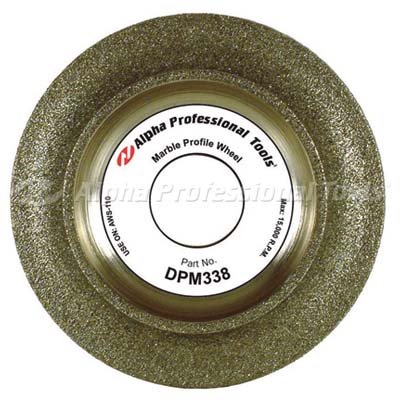 Alpha Professional Tools®
Marble Profile Wheel
USE ON: AWS-110
Max: 15,000 R.P.M.
Part No.
DPM338
Alpha Professional Tools